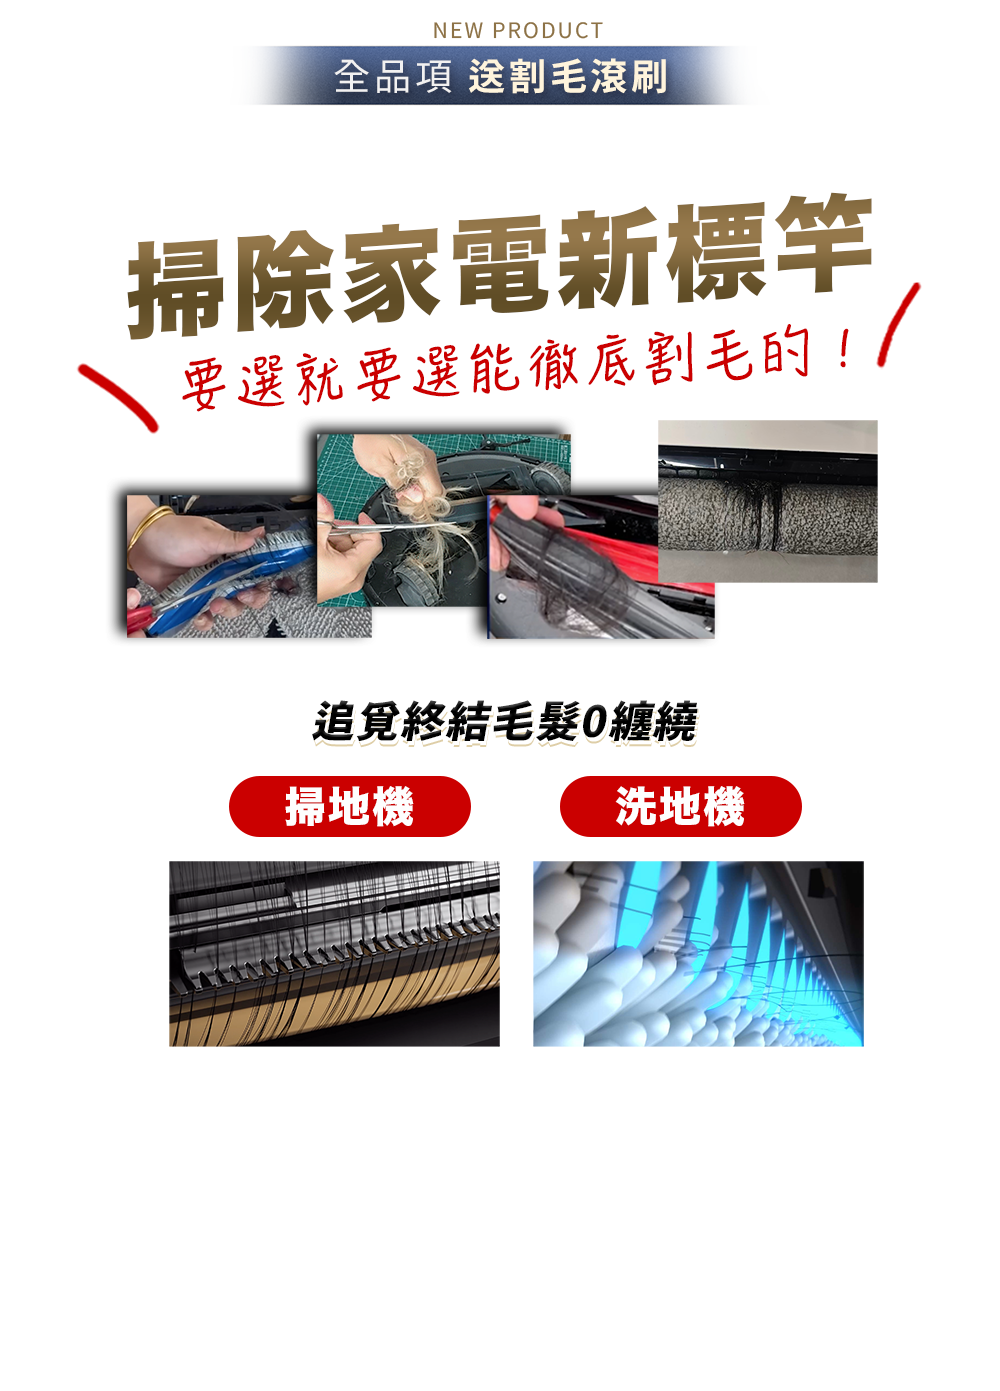 NEW PRODUCT
全品項 送割毛滾刷
掃除家電新標竿
要選就要選能徹底割毛的！
追覓終結毛髮0纏繞
掃地機
洗地機